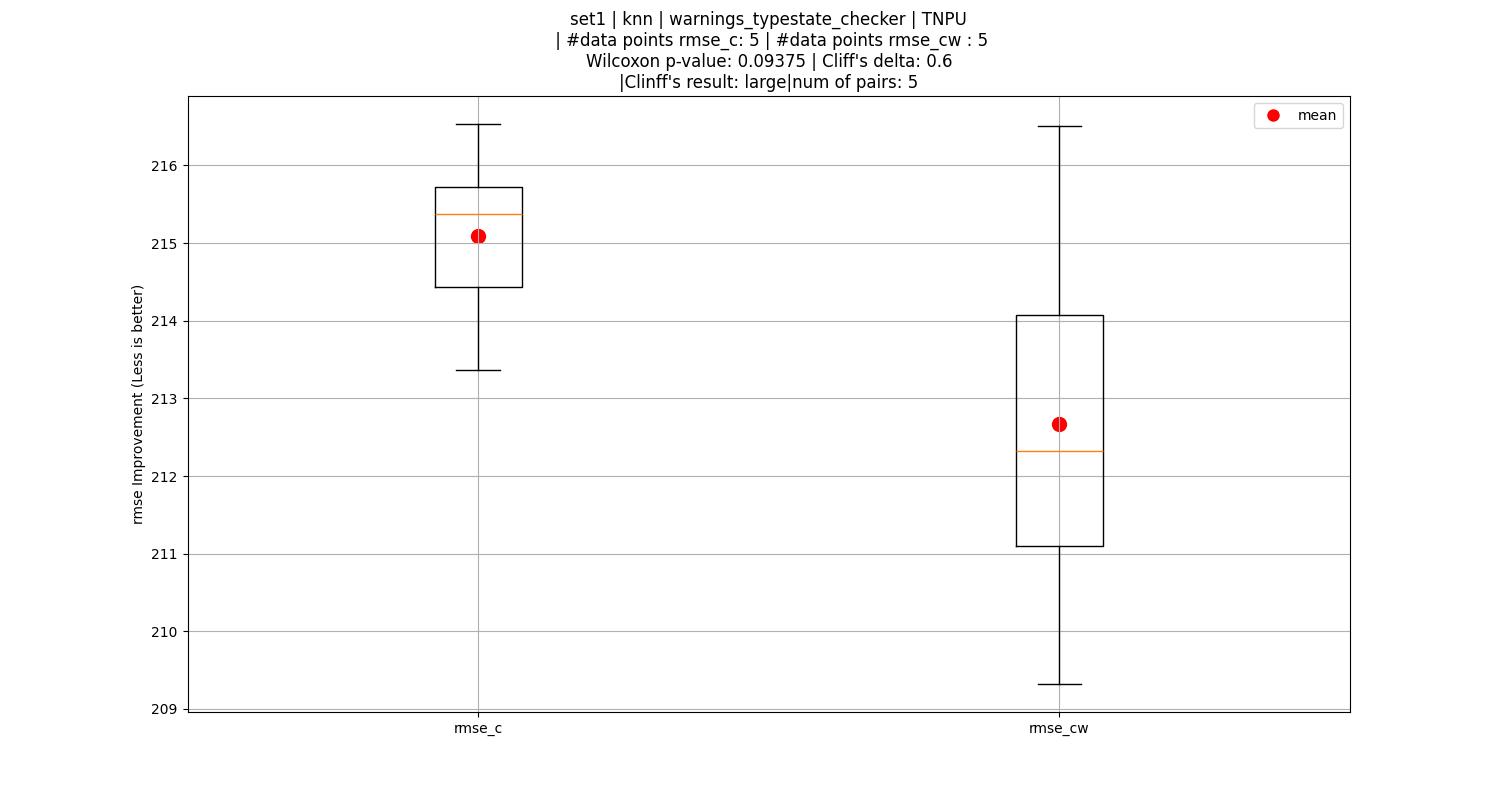 set1 | knn | warnings_typestate_checker | TNPU
| #data points rmse_c: 5 | #data points rmse_cw : 5
Wilcoxon p-value: 0.09375 | Cliff's delta: 0.6
|Clinff's result: large|num of pairs: 5
mean
216
215
214
213
212
211
210
209
rmse Improvement (Less is better)
rmse_c
rmse_cw